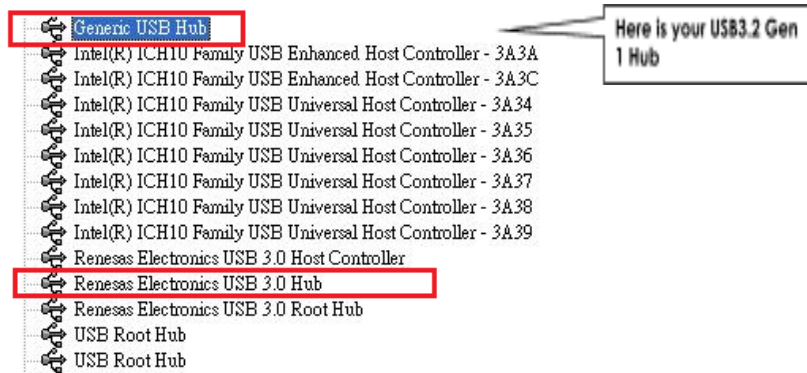 Generic USB Hub
Intel(R) ICH10 Family USB Enhanced Host Controller - 3A3A
Intel(R) ICH10 Family USB Enhanced Host Controller - 3A3C
Intel(R) ICH10 Family USB Universal Host Controller - 3A34
Intel(R) ICH10 Family USB Universal Host Controller - 3A35
Intel(R) ICH10 Family USB Universal Host Controller - 3A36
Intel(R) ICH10 Family USB Universal Host Controller - 3A37
Intel(R) ICH10 Family USB Universal Host Controller - 3A38
Intel(R) ICH10 Family USB Universal Host Controller - 3A39
Renesas Electronics USB 3.0 Host Controller
Renesas Electronics USB 3.0 Hub
Renesas Electronics USB 3.0 Root Hub
USB Root Hub
USB Root Hub
Here is your USB3.2 Gen
1 Hub